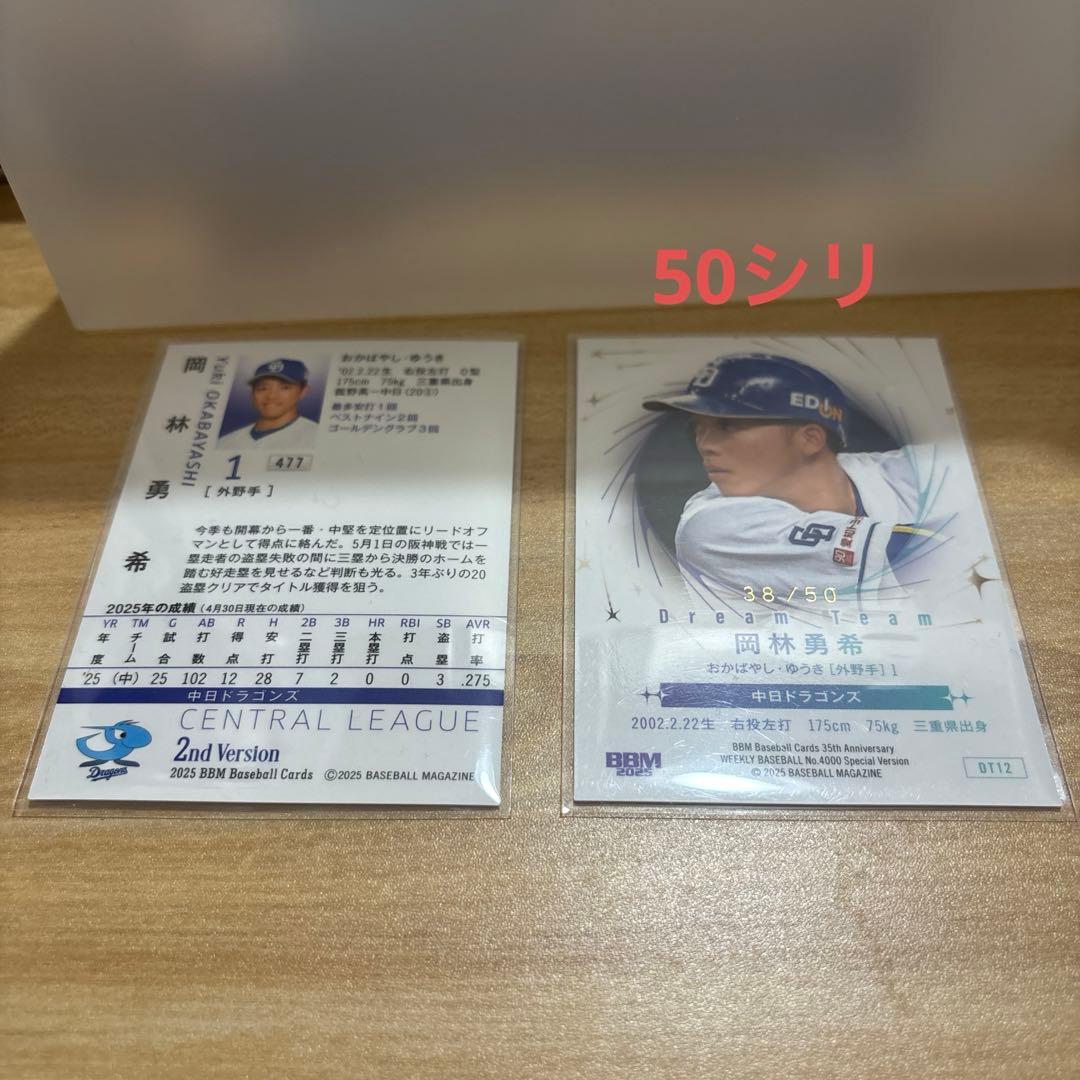 50シリ
岡林勇希
Yuki OKABAYASHI
おかばやし・ゆうき
'02.2.22生 右投左打 O型
175cm 75kg 三重県出身
菰野高－中日(20⑤)
最多安打1回
ベストナイン2回
ゴールデングラブ3回
1
477
[外野手]
今季も開幕から一番・中堅を定位置にリードオフ
マンとして得点に絡んだ。5月1日の阪神戦では一
塁走者の盗塁失敗の間に三塁から決勝のホームを
踏む好走塁を見せるなど判断も光る。3年ぶりの20
盗塁クリアでタイトル獲得を狙う。
2025年の成績(4月30日現在の成績)
YR TM G AB R H 2B 3B HR RBI SB AVR
年度 チーム 試合 打数 得点 安打 二塁打 三塁打 本塁打 打点 盗塁 打率
'25 (中) 25 102 12 28 7 2 0 0 3 .275
中日ドラゴンズ
CENTRAL LEAGUE
Dragons
2nd Version
2025 BBM Baseball Cards ©2025 BASEBALL MAGAZINE
EDION
38/50
Dream Team
岡林勇希
おかばやし・ゆうき[外野手]1
中日ドラゴンズ
2002.2.22生 右投左打 175cm 75kg 三重県出身
BBM Baseball Cards 35th Anniversary
WEEKLY BASEBALL No.4000 Special Version
© 2025 BASEBALL MAGAZINE
BBM
2025
DT12